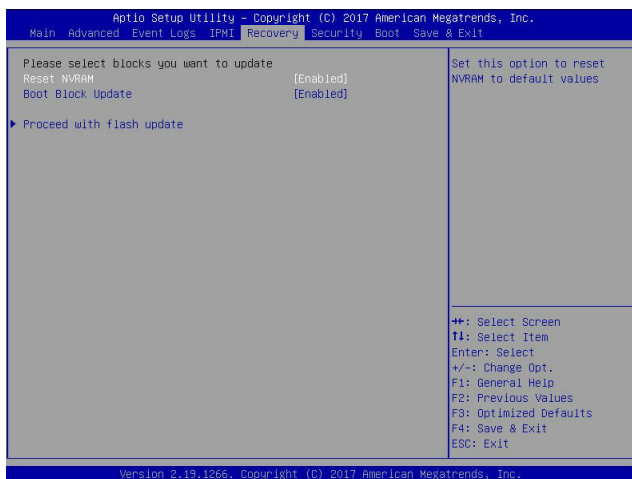 Aptio Setup Utility – Copyright (C) 2017 American Megatrends, Inc.
Main Advanced Event Logs IPMI Recovery Security Boot Save & Exit
Please select blocks you want to update
Reset NVRAM [Enabled]
Boot Block Update [Enabled]
Proceed with flash update
Set this option to reset
NVRAM to default values
→←: Select Screen
↑↓: Select Item
Enter: Select
+/-: Change Opt.
F1: General Help
F2: Previous Values
F3: Optimized Defaults
F4: Save & Exit
ESC: Exit
Version 2.19.1266. Copyright (C) 2017 American Megatrends, Inc.